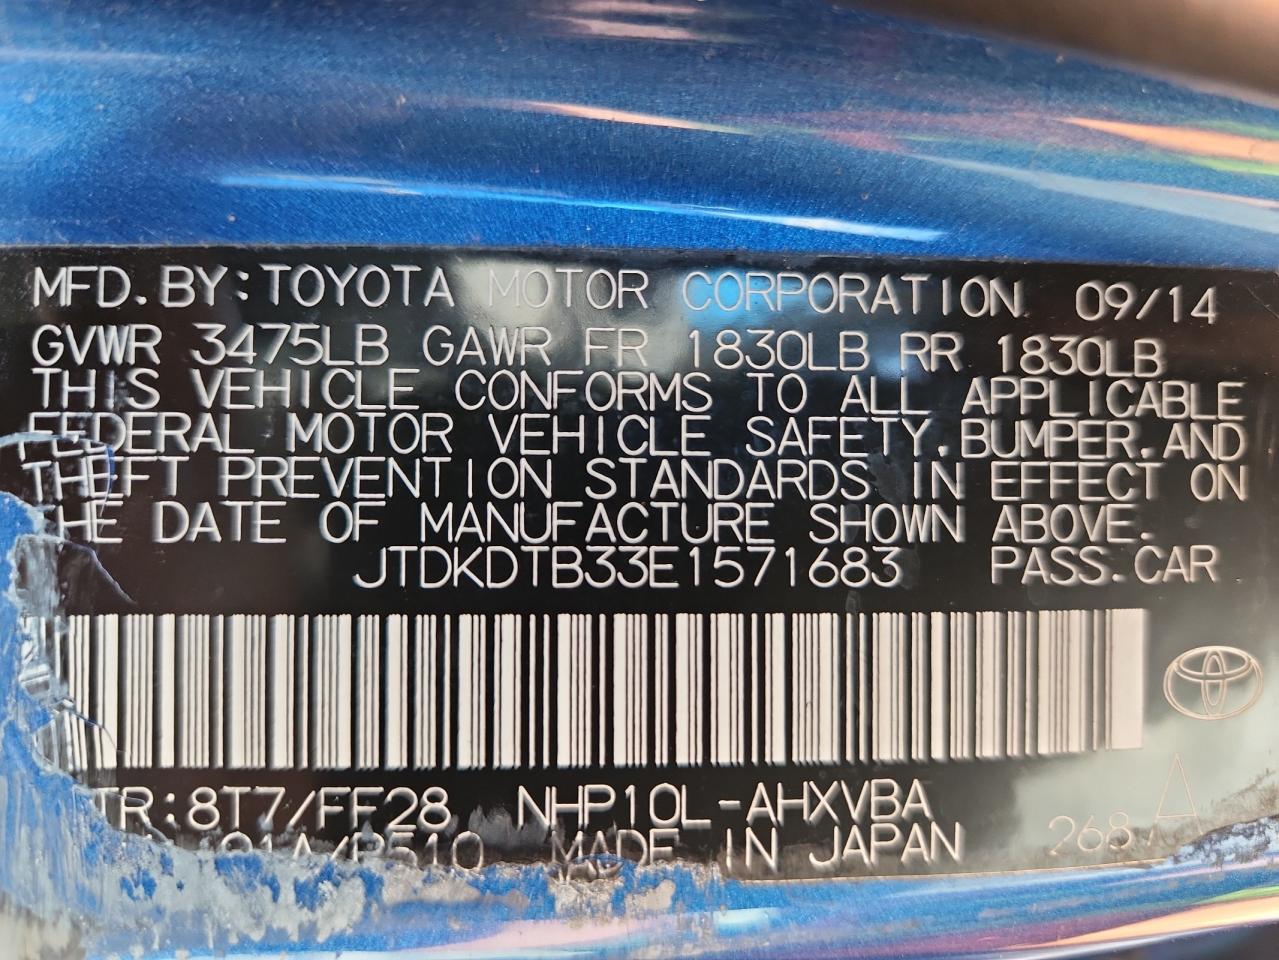 MFD. BY: TOYOTA MOTOR CORPORATION 09/14
GVWR 3475LB GAWR FR 1830LB RR 1830LB
THIS VEHICLE CONFORMS TO ALL APPLICABLE
FEDERAL MOTOR VEHICLE SAFETY, BUMPER, AND
THEFT PREVENTION STANDARDS IN EFFECT ON
THE DATE OF MANUFACTURE SHOWN ABOVE.
JTDKDTB33E1571683 PASS. CAR
TR: 8T7/FF28 NHP10L-AHXVBA A
MADE IN JAPAN 268